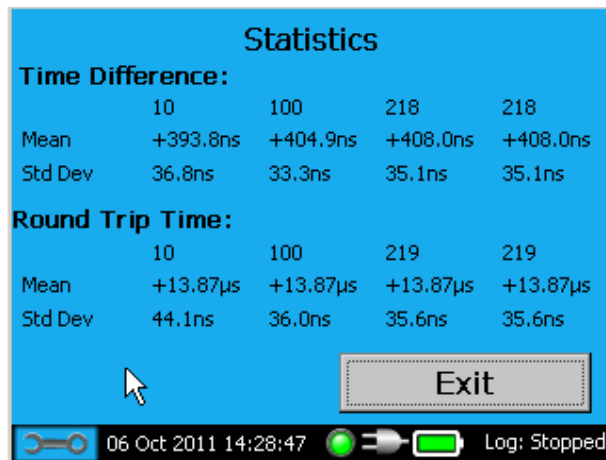 Statistics
Time Difference:
10 100 218 218
Mean +393.8ns +404.9ns +408.0ns +408.0ns
Std Dev 36.8ns 33.3ns 35.1ns 35.1ns
Round Trip Time:
10 100 219 219
Mean +13.87µs +13.87µs +13.87µs +13.87µs
Std Dev 44.1ns 36.0ns 35.6ns 35.6ns
Exit
06 Oct 2011 14:28:47 Log: Stopped